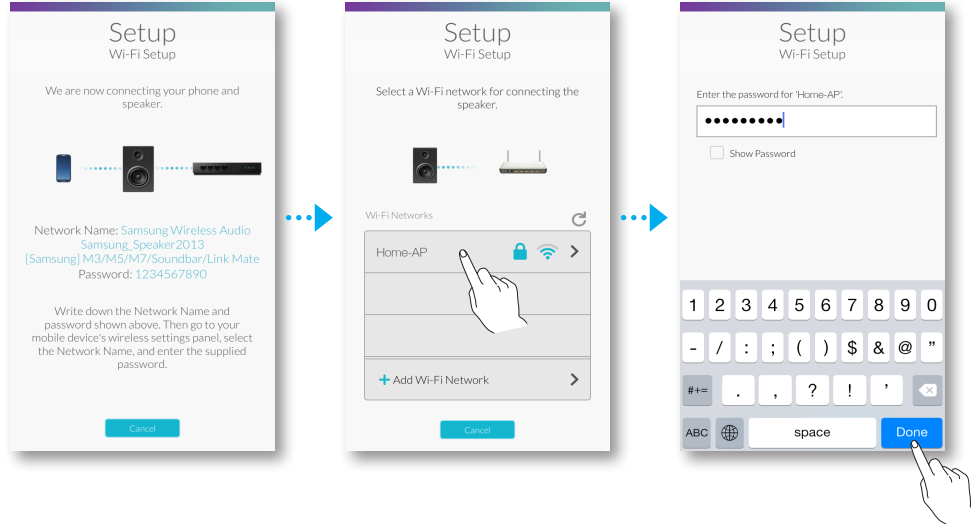 Setup
Wi-Fi Setup
We are now connecting your phone and
speaker.
Network Name: Samsung Wireless Audio
Samsung_Speaker2013
[Samsung] M3/M5/M7/Soundbar/Link Mate
Password: 1234567890
Write down the Network Name and
password shown above. Then go to your
mobile device's wireless settings panel, select
the Network Name, and enter the supplied
password.
Cancel
Setup
Wi-Fi Setup
Select a Wi-Fi network for connecting the
speaker.
Wi-Fi Networks
Home-AP
+ Add Wi-Fi Network
Cancel
Setup
Wi-Fi Setup
Enter the password for 'Home-AP'.
•••••••••
Show Password
1 2 3 4 5 6 7 8 9 0
- / : ; ( ) $ & @ "
#+= . , ? ! '
ABC space Done